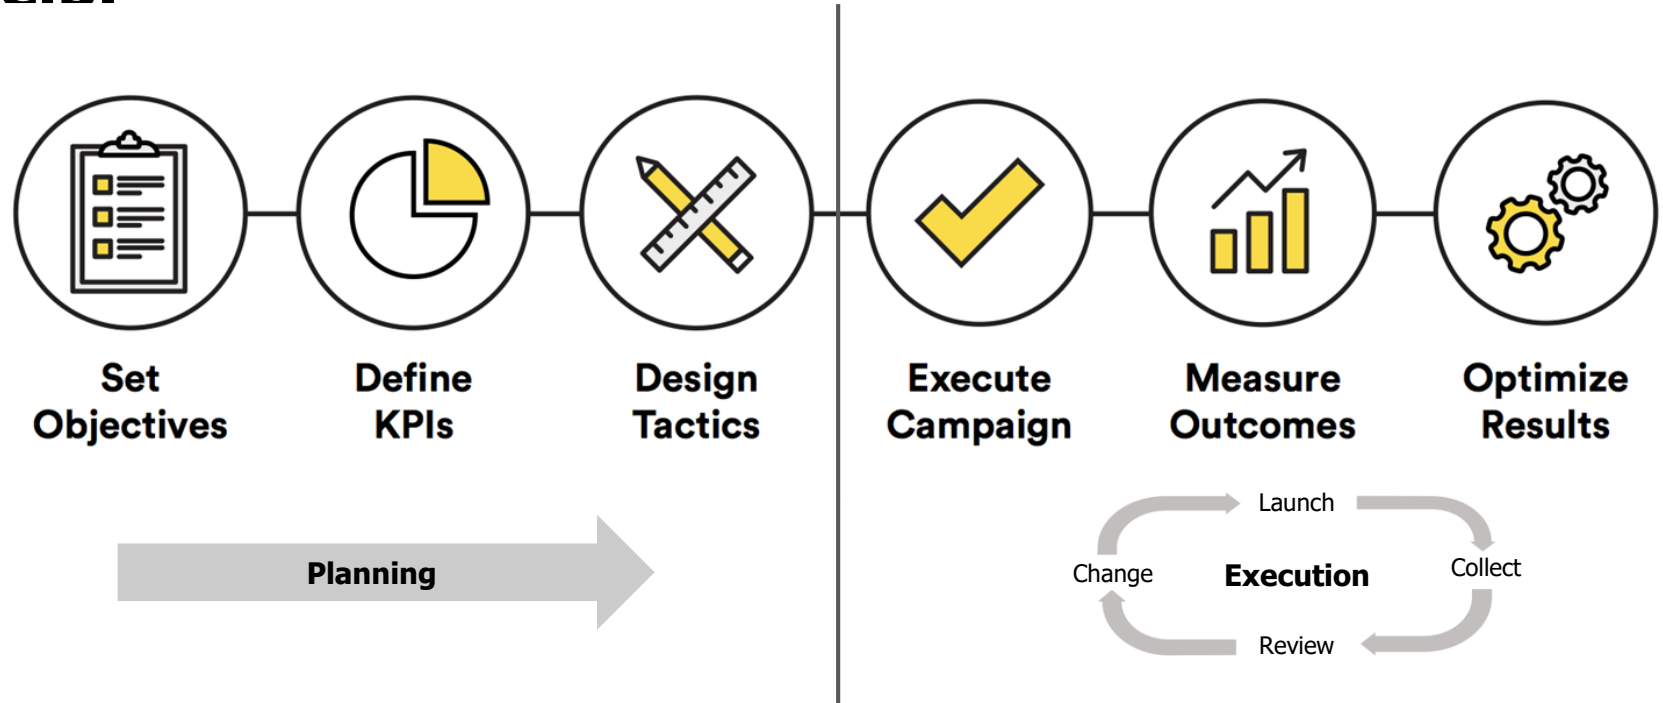 Set
Objectives
Define
KPIs
Design
Tactics
Execute
Campaign
Measure
Outcomes
Optimize
Results
Planning
Launch
Change
Execution
Collect
Review